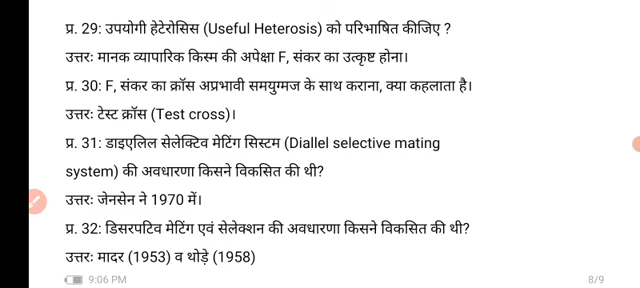 प्र. 29: उपयोगी हेटेरोसिस (Useful Heterosis) को परिभाषित कीजिए ?
उत्तरः मानक व्यापारिक किस्म की अपेक्षा F, संकर का उत्कृष्ट होना।
प्र. 30: F, संकर का क्रॉस अप्रभावी समयुग्मज के साथ कराना, क्या कहलाता है।
उत्तरः टेस्ट क्रॉस (Test cross)।
प्र. 31: डाइएलिल सेलेक्टिव मेटिंग सिस्टम (Diallel selective mating
system) की अवधारणा किसने विकसित की थी?
उत्तरः जेनसेन ने 1970 में।
प्र. 32: डिसरपटिव मेटिंग एवं सेलेक्शन की अवधारणा किसने विकसित की थी?
उत्तरः मादर (1953) व थोड़े (1958)
9:06 PM 8/9